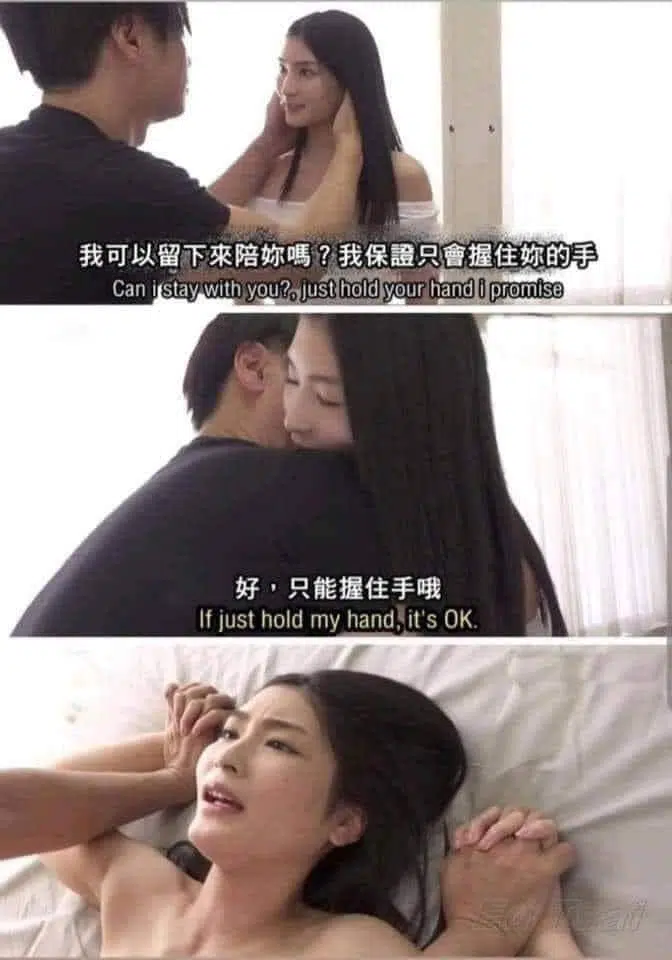 我可以留下來陪妳嗎？我保證只會握住妳的手
Can i stay with you?, just hold your hand i promise
好，只能握住手哦
If just hold my hand, it's OK.